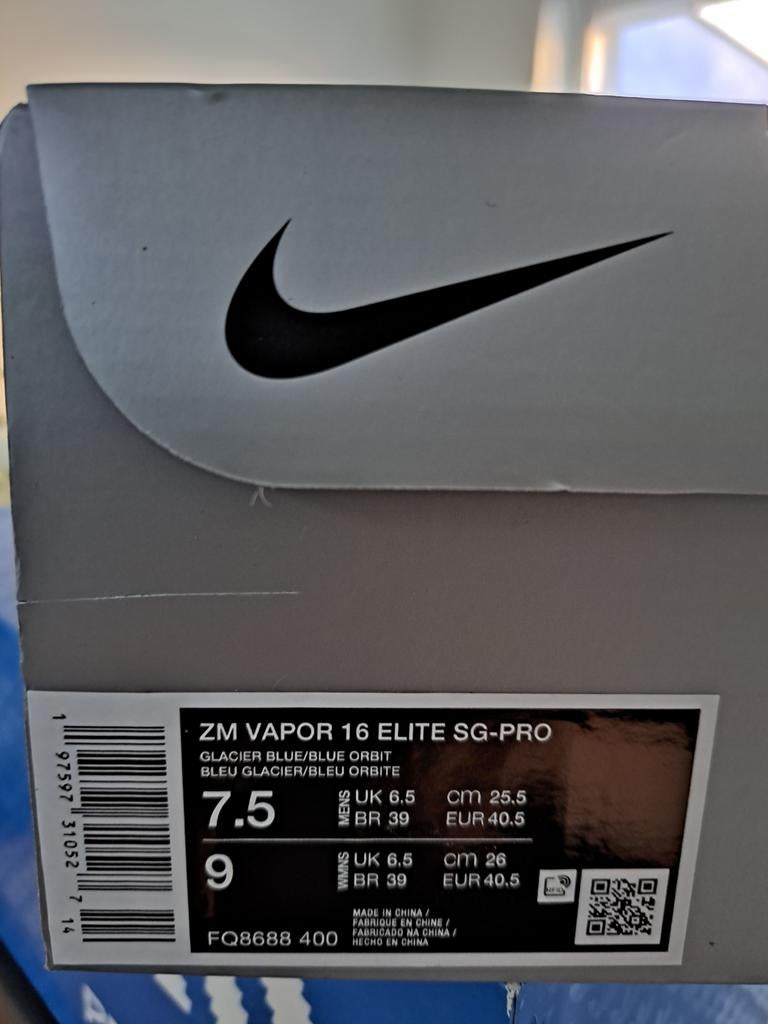 ZM VAPOR 16 ELITE SG-PRO
GLACIER BLUE/BLUE ORBIT
BLEU GLACIER/BLEU ORBITE
7.5 MENS UK 6.5 cm 25.5
BR 39 EUR 40.5
9 WMNS UK 6.5 cm 26
BR 39 EUR 40.5
FQ8688 400
MADE IN CHINA /
FABRIQUE EN CHINE /
FABRICADO NA CHINA /
HECHO EN CHINA
1 97597 31052 7 14